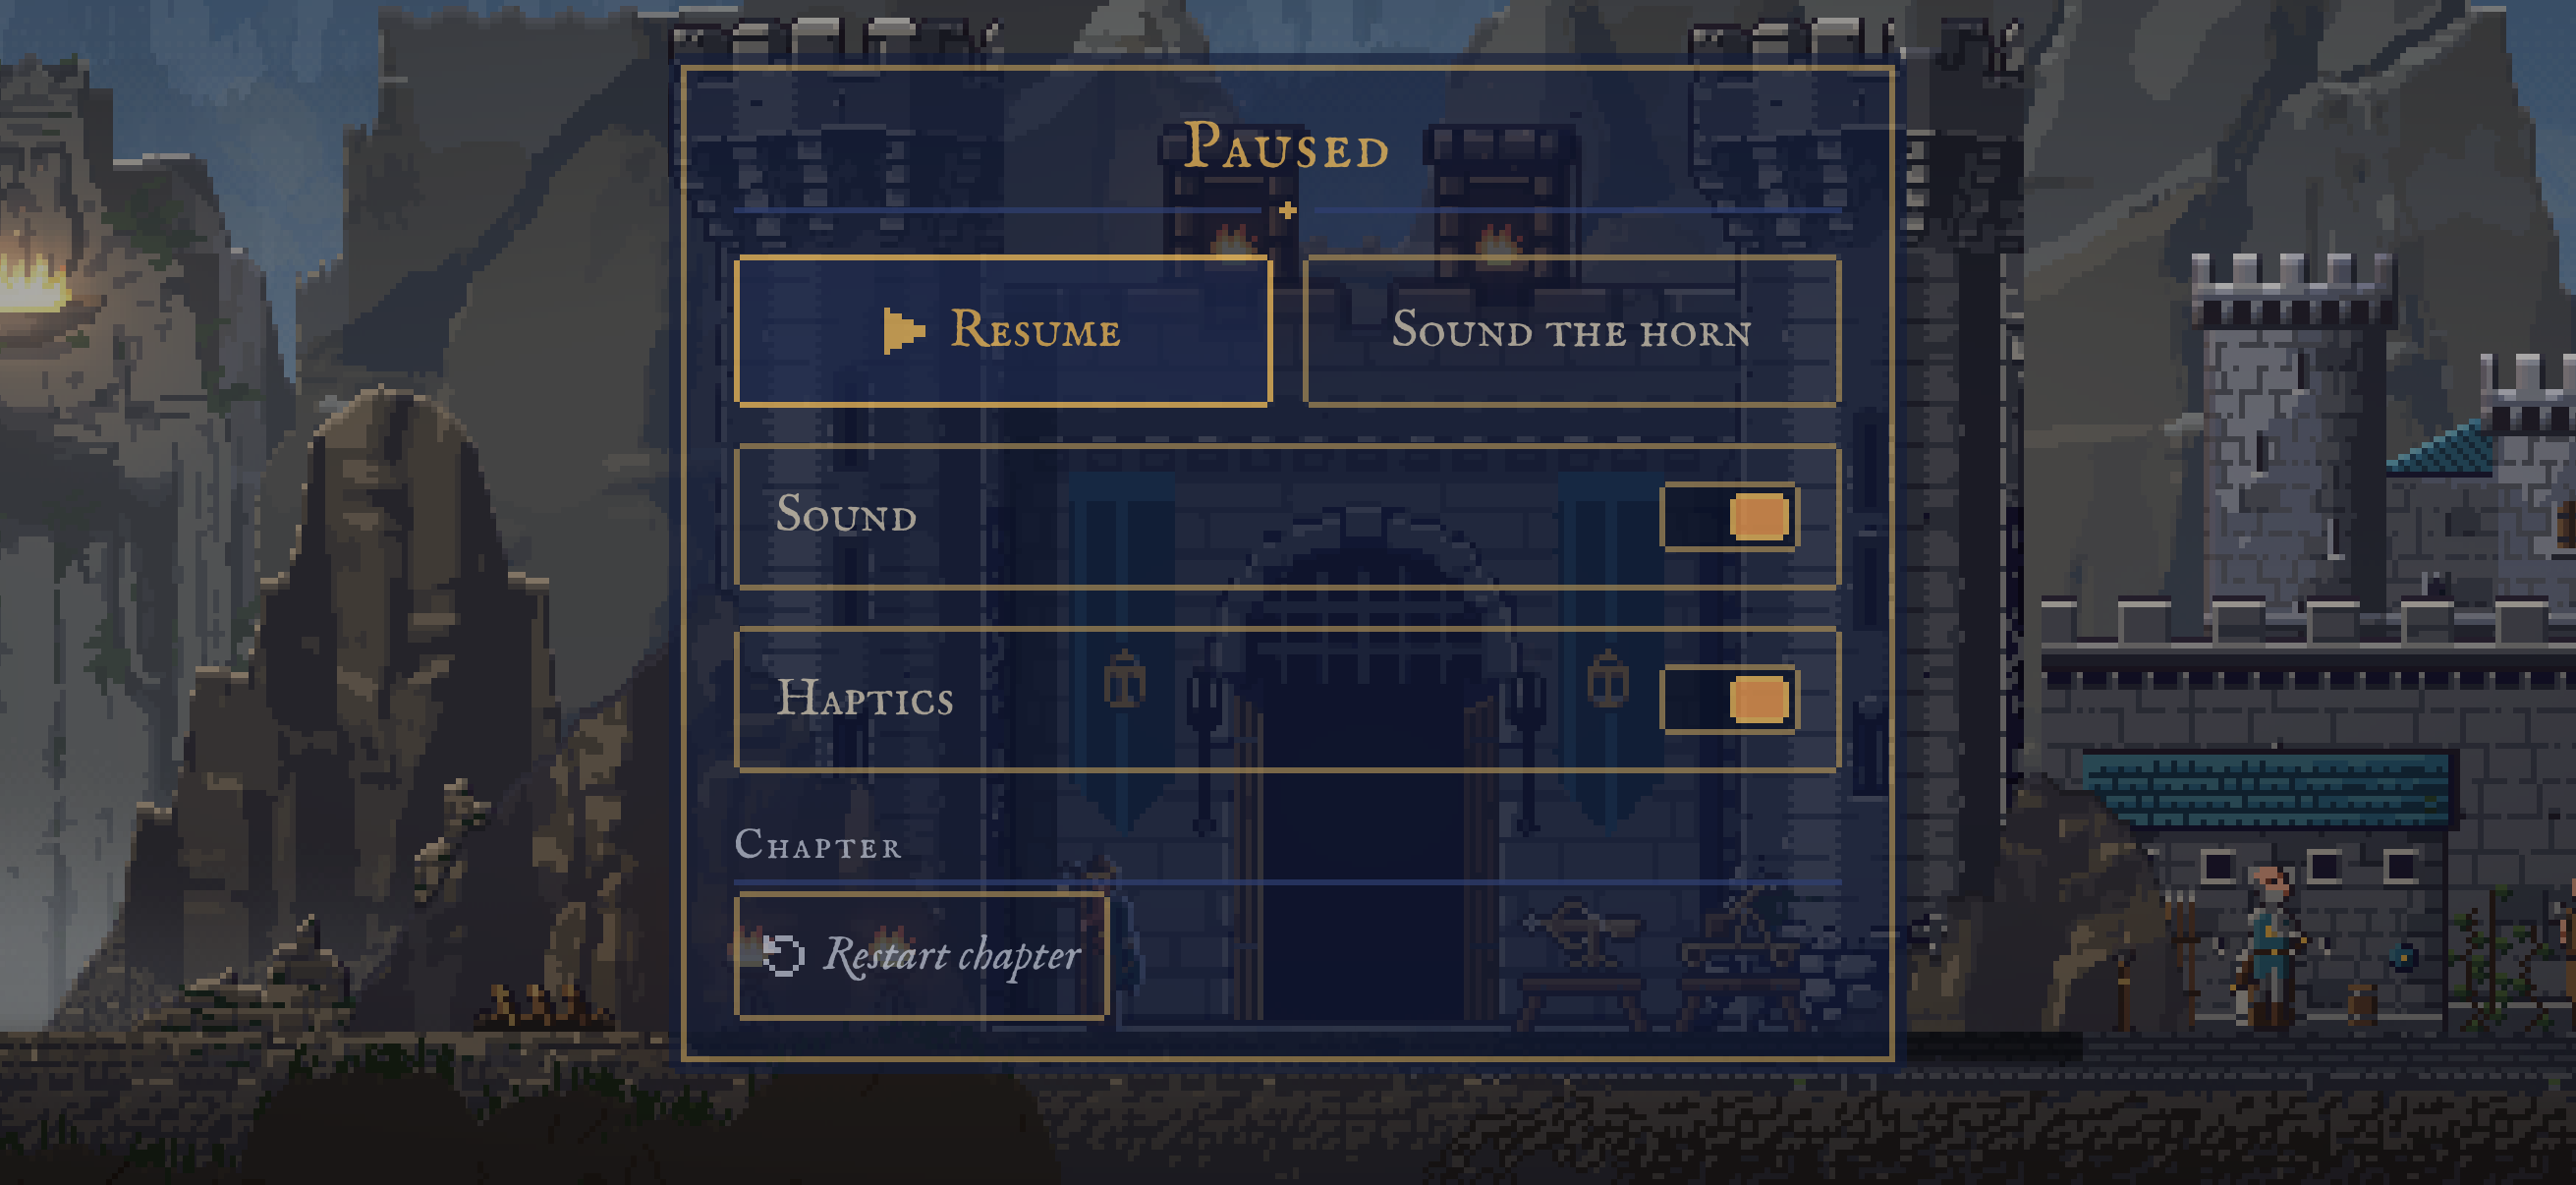 Paused
Resume
Sound the horn
Sound
Haptics
Chapter
Restart chapter